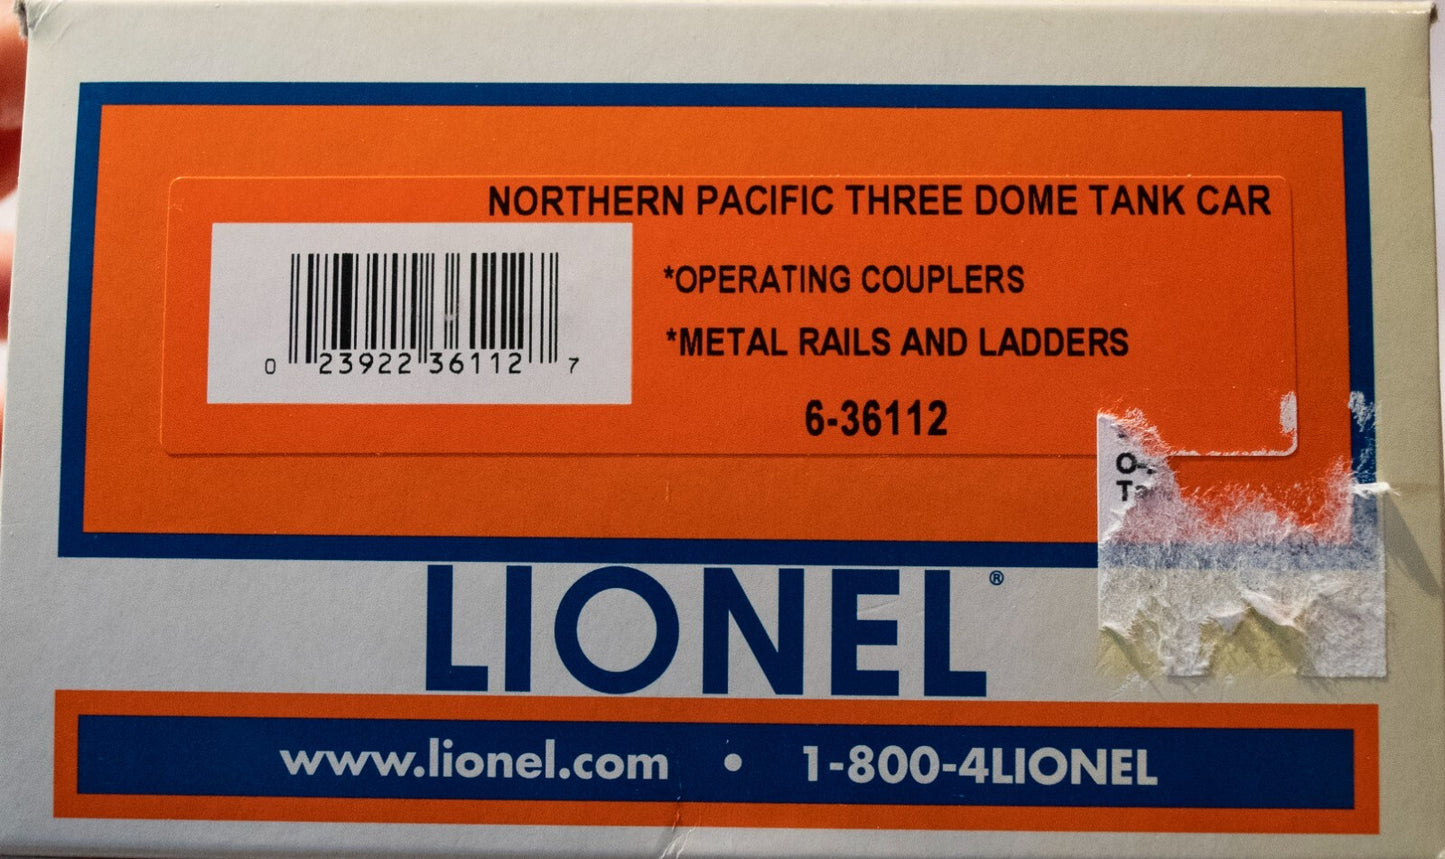 NORTHERN PACIFIC THREE DOME TANK CAR
*OPERATING COUPLERS
*METAL RAILS AND LADDERS
6-36112
0 23922 36112 7
LIONEL®
www.lionel.com • 1-800-4LIONEL